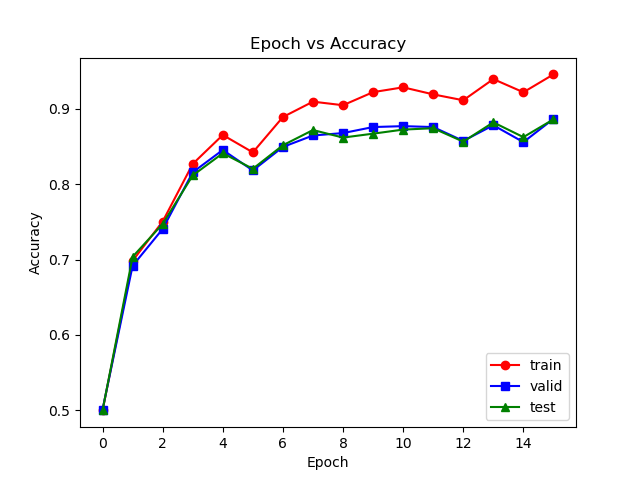 Epoch vs Accuracy
Accuracy
0.9
0.8
0.7
0.6
0.5
0 2 4 6 8 10 12 14
Epoch
train
valid
test